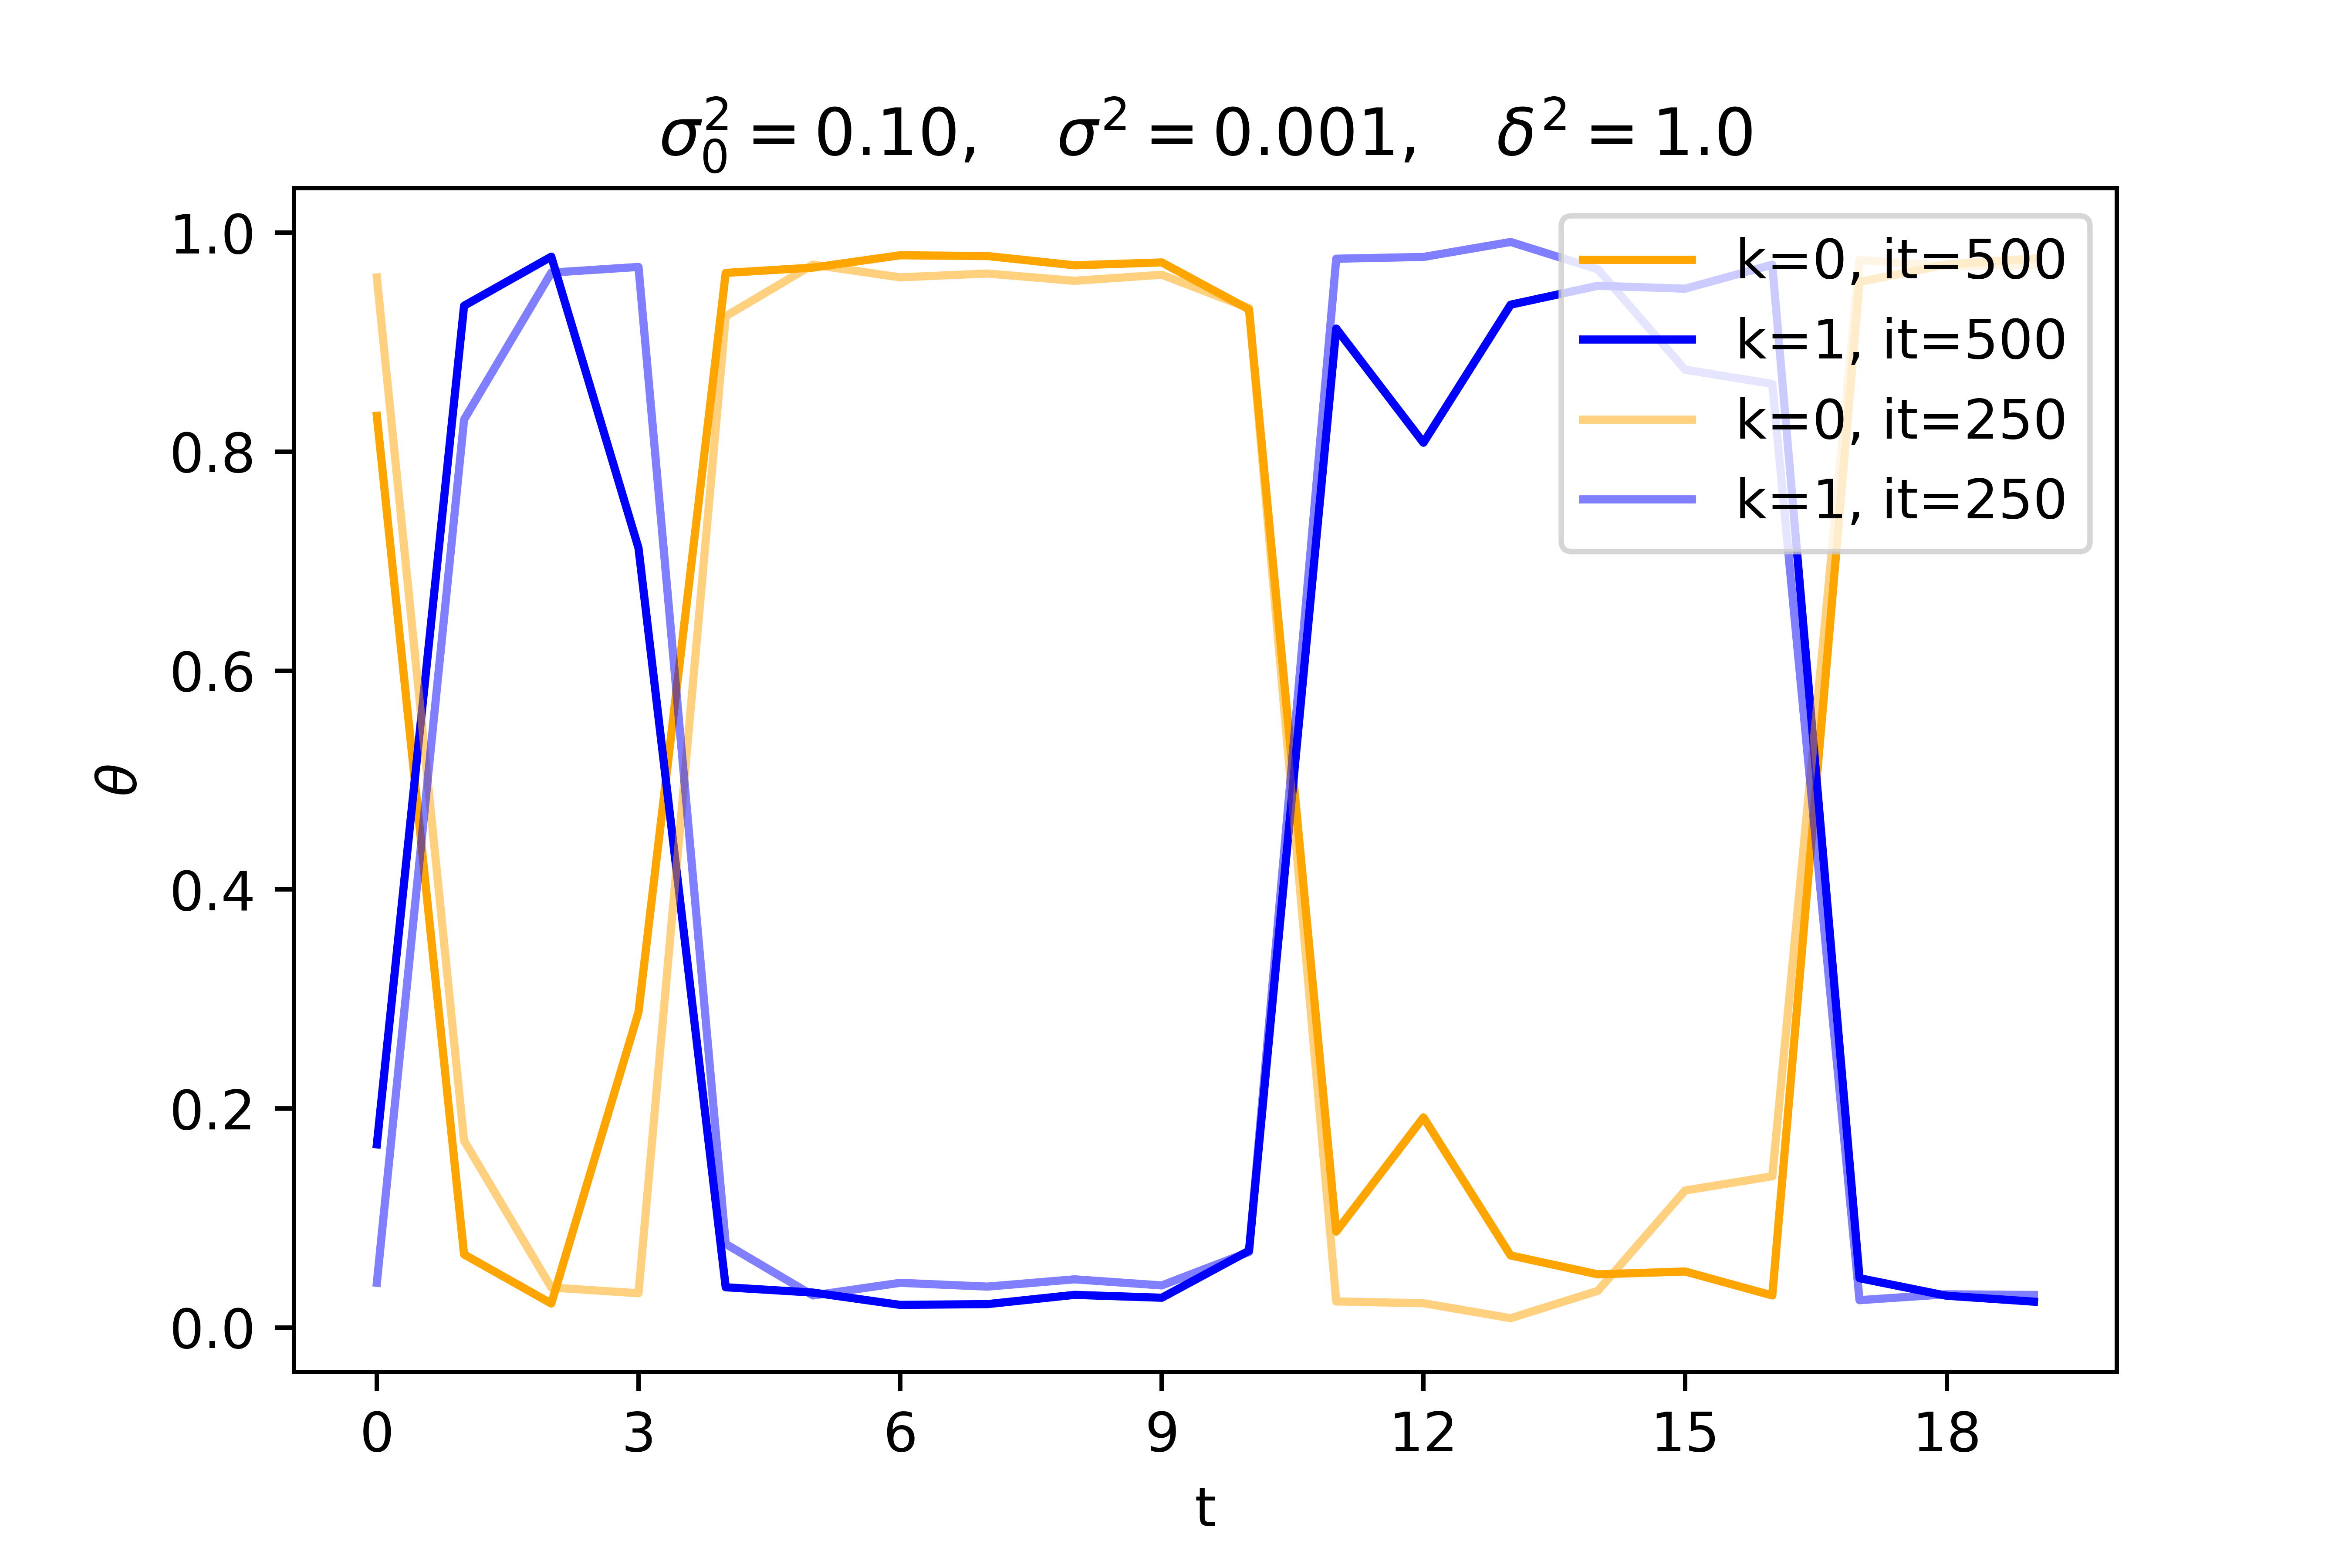 σ₀² = 0.10,   σ² = 0.001,   δ² = 1.0
1.0
0.8
0.6
0.4
0.2
0.0
θ
k=0, it=500
k=1, it=500
k=0, it=250
k=1, it=250
0 3 6 9 12 15 18
t